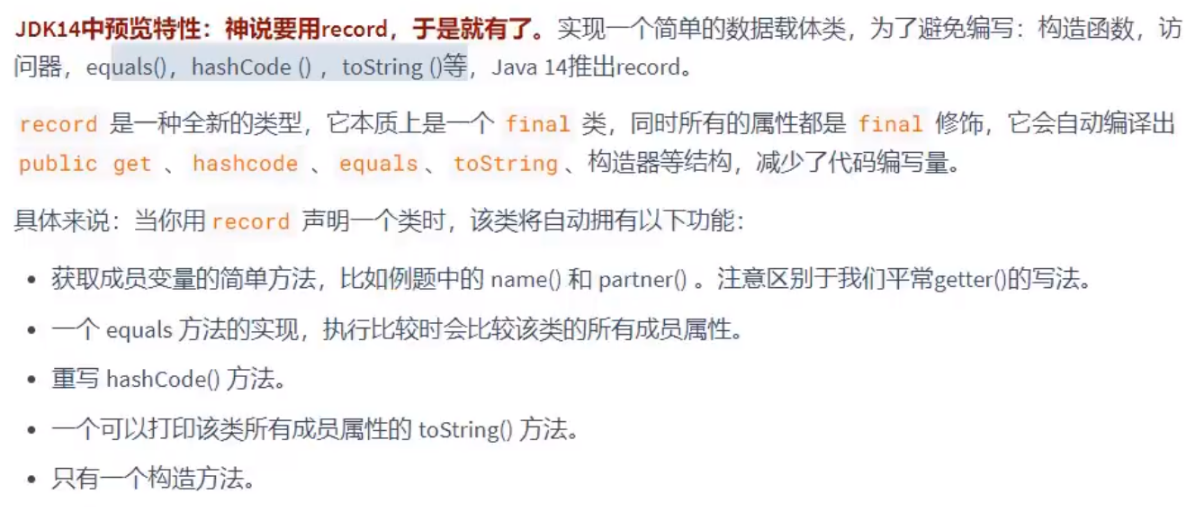 JDK14中预览特性：神说要用record，于是就有了。实现一个简单的数据载体类，为了避免编写：构造函数，访
问器，equals()，hashCode () ，toString ()等，Java 14推出record。
record 是一种全新的类型，它本质上是一个 final 类，同时所有的属性都是 final 修饰，它会自动编译出
public get 、hashcode 、equals、toString、构造器等结构，减少了代码编写量。
具体来说：当你用record 声明一个类时，该类将自动拥有以下功能：
• 获取成员变量的简单方法，比如例题中的 name() 和 partner() 。注意区别于我们平常getter()的写法。
• 一个 equals 方法的实现，执行比较时会比较该类的所有成员属性。
• 重写 hashCode() 方法。
• 一个可以打印该类所有成员属性的 toString() 方法。
• 只有一个构造方法。